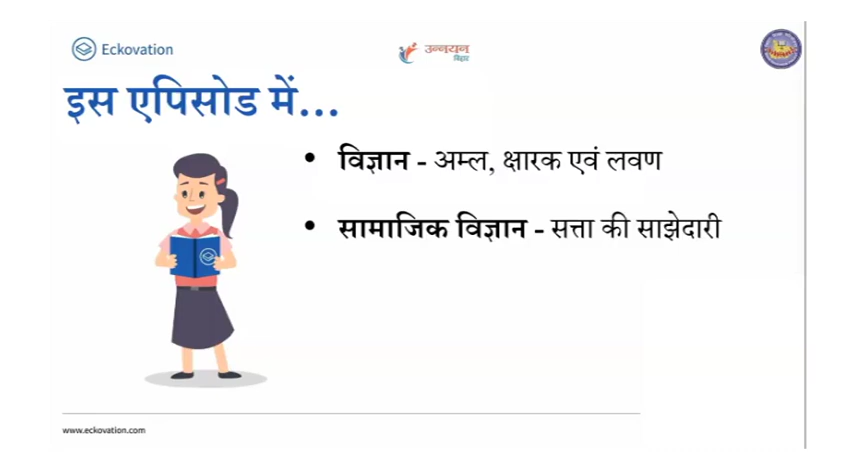 Eckovation
उन्नयन
बिहार
इस एपिसोड में...
• विज्ञान - अम्ल, क्षारक एवं लवण
• सामाजिक विज्ञान - सत्ता की साझेदारी
www.eckovation.com